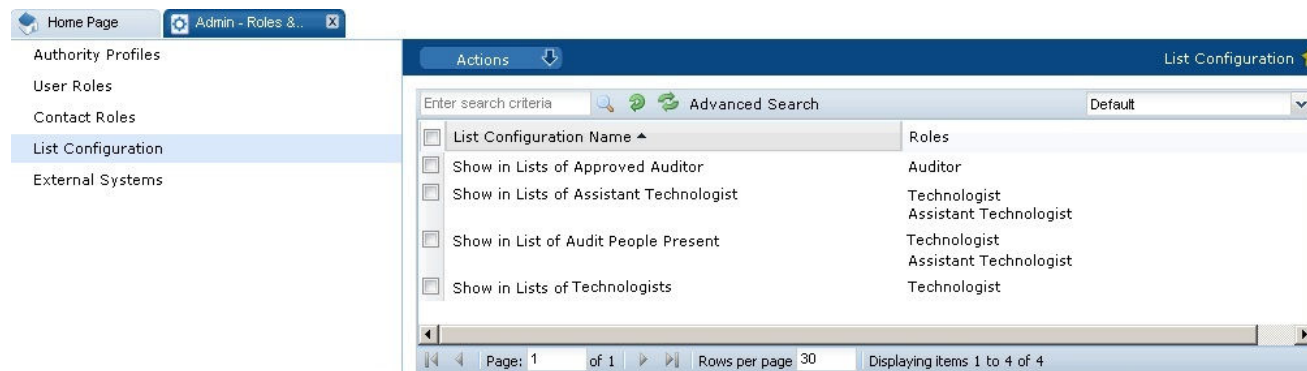 Home Page
Admin - Roles &..
Authority Profiles
User Roles
Contact Roles
List Configuration
External Systems
Actions
List Configuration
Enter search criteria
Advanced Search
Default
List Configuration Name
Roles
Show in Lists of Approved Auditor
Auditor
Show in Lists of Assistant Technologist
Technologist
Assistant Technologist
Show in List of Audit People Present
Technologist
Assistant Technologist
Show in Lists of Technologists
Technologist
Page: 1 of 1
Rows per page 30
Displaying items 1 to 4 of 4